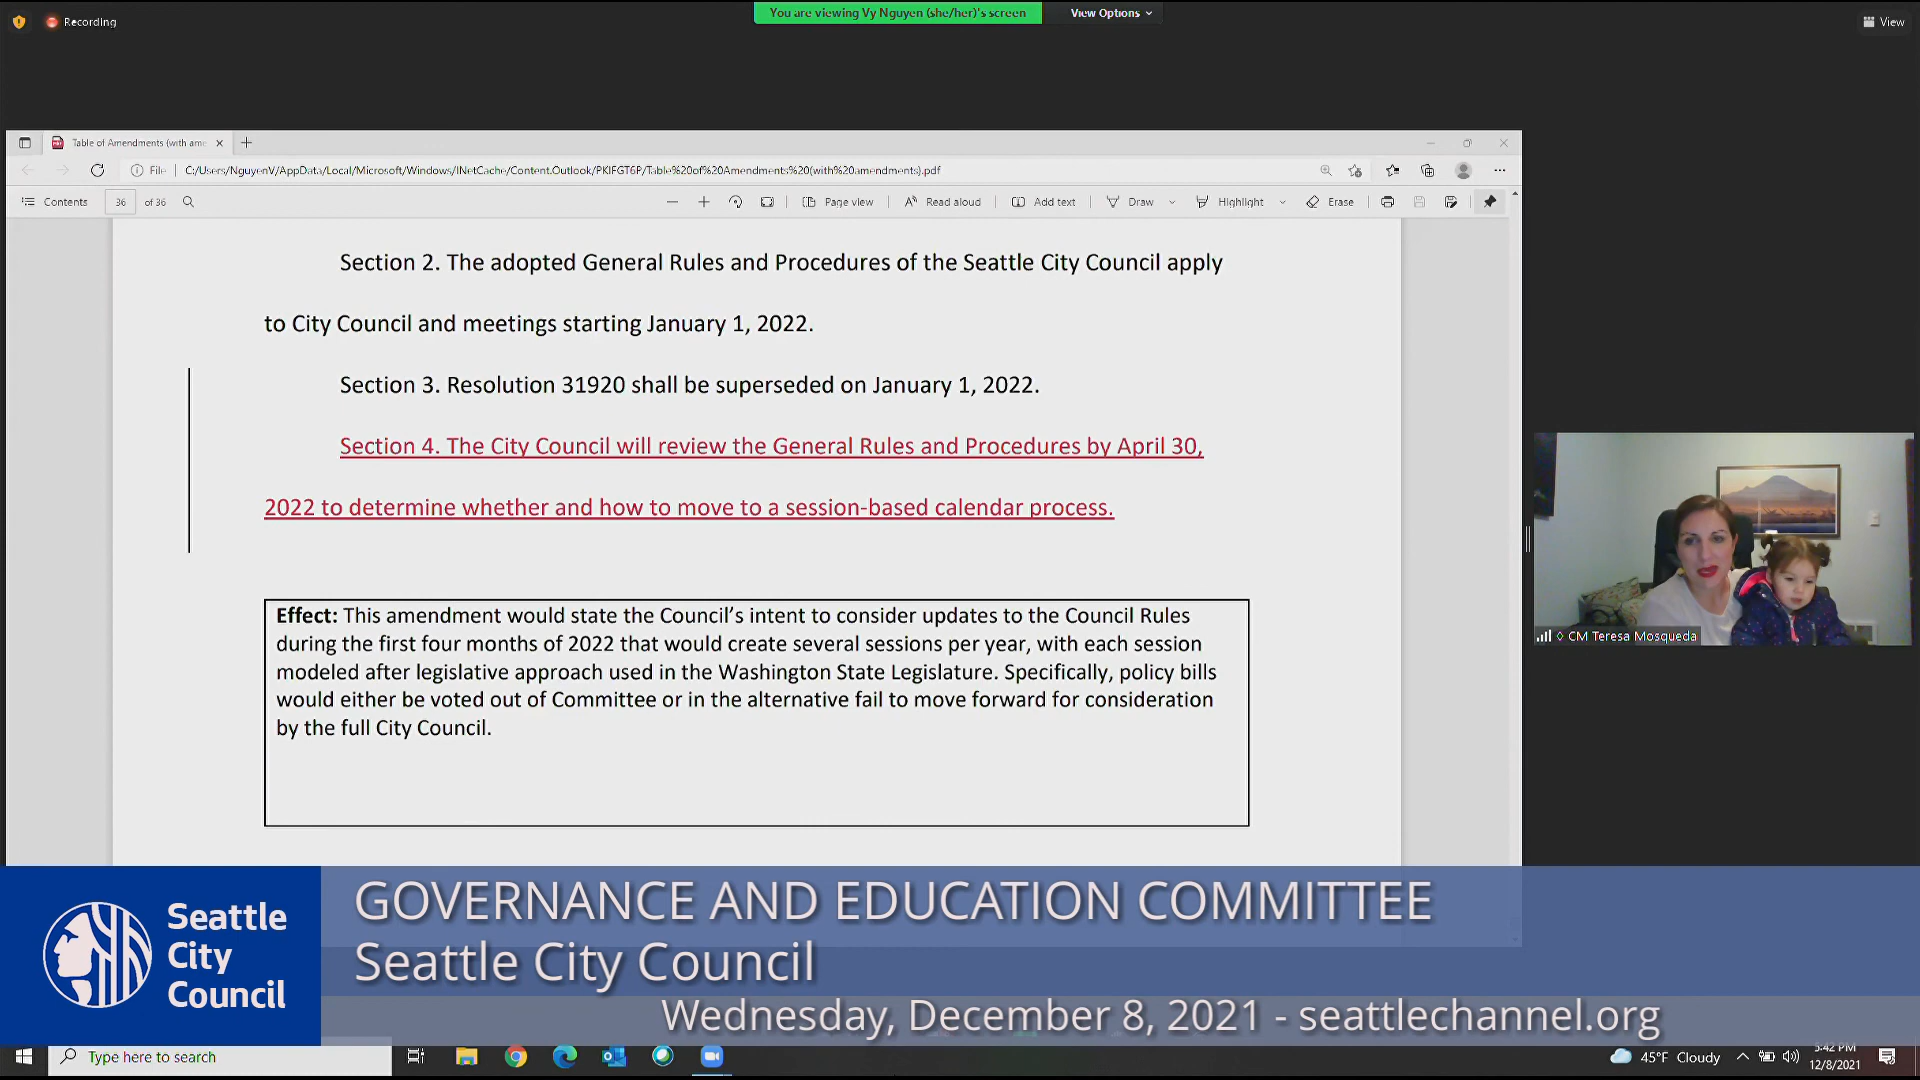 Recording
You are viewing Vy Nguyen (she/her)'s screen
View Options
View
Table of Amendments (with ame
File
C:/Users/NguyenV/AppData/Local/Microsoft/Windows/INetCache/Content.Outlook/PKIFGT6P/Table%20of%20Amendments%20(with%20amendments).pdf
Contents
36
of 36
Page view
Read aloud
Add text
Draw
Highlight
Erase
Section 2. The adopted General Rules and Procedures of the Seattle City Council apply
to City Council and meetings starting January 1, 2022.
Section 3. Resolution 31920 shall be superseded on January 1, 2022.
Section 4. The City Council will review the General Rules and Procedures by April 30,
2022 to determine whether and how to move to a session-based calendar process.
Effect: This amendment would state the Council's intent to consider updates to the Council Rules
during the first four months of 2022 that would create several sessions per year, with each session
modeled after legislative approach used in the Washington State Legislature. Specifically, policy bills
would either be voted out of Committee or in the alternative fail to move forward for consideration
by the full City Council.
CM Teresa Mosqueda
Seattle
City
Council
GOVERNANCE AND EDUCATION COMMITTEE
Seattle City Council
Wednesday, December 8, 2021 - seattlechannel.org
Type here to search
45°F Cloudy
5:42 PM
12/8/2021